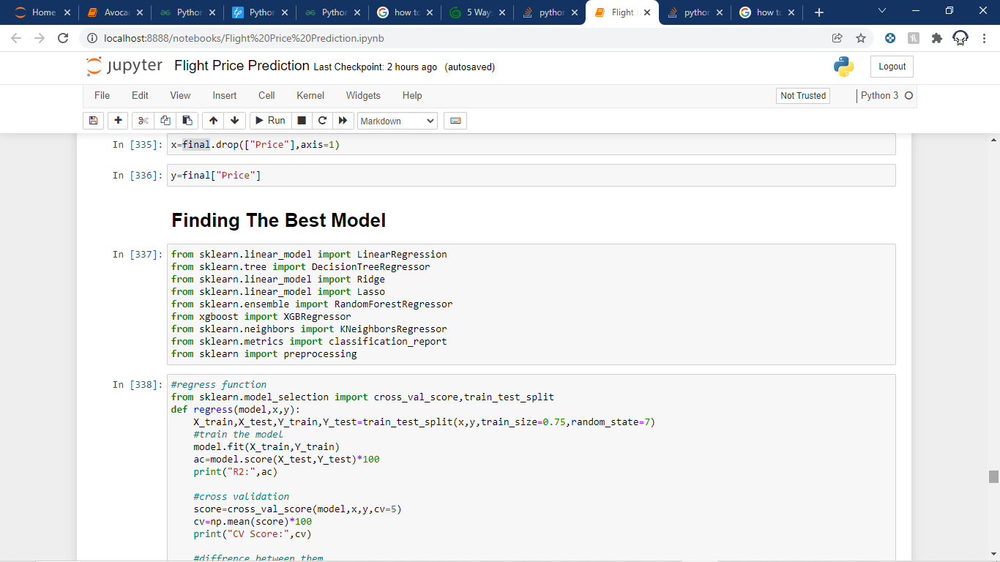 Home
Avoca
Python
Python
Python
how to
5 Way
python
Flight
python
how to
localhost:8888/notebooks/Flight%20Price%20Prediction.ipynb
jupyter Flight Price Prediction Last Checkpoint: 2 hours ago (autosaved)
Logout
File Edit View Insert Cell Kernel Widgets Help
Not Trusted
Python 3
Run
Markdown
In [335]: x=final.drop(["Price"],axis=1)
In [336]: y=final["Price"]
Finding The Best Model
In [337]: from sklearn.linear_model import LinearRegression
from sklearn.tree import DecisionTreeRegressor
from sklearn.linear_model import Ridge
from sklearn.linear_model import Lasso
from sklearn.ensemble import RandomForestRegressor
from xgboost import XGBRegressor
from sklearn.neighbors import KNeighborsRegressor
from sklearn.metrics import classification_report
from sklearn import preprocessing
In [338]: #regress function
from sklearn.model_selection import cross_val_score,train_test_split
def regress(model,x,y):
X_train,X_test,Y_train,Y_test=train_test_split(x,y,train_size=0.75,random_state=7)
#train the model
model.fit(X_train,Y_train)
ac=model.score(X_test,Y_test)*100
print("R2:",ac)
#cross validation
score=cross_val_score(model,x,y,cv=5)
cv=np.mean(score)*100
print("CV Score:",cv)
#diffrence between them